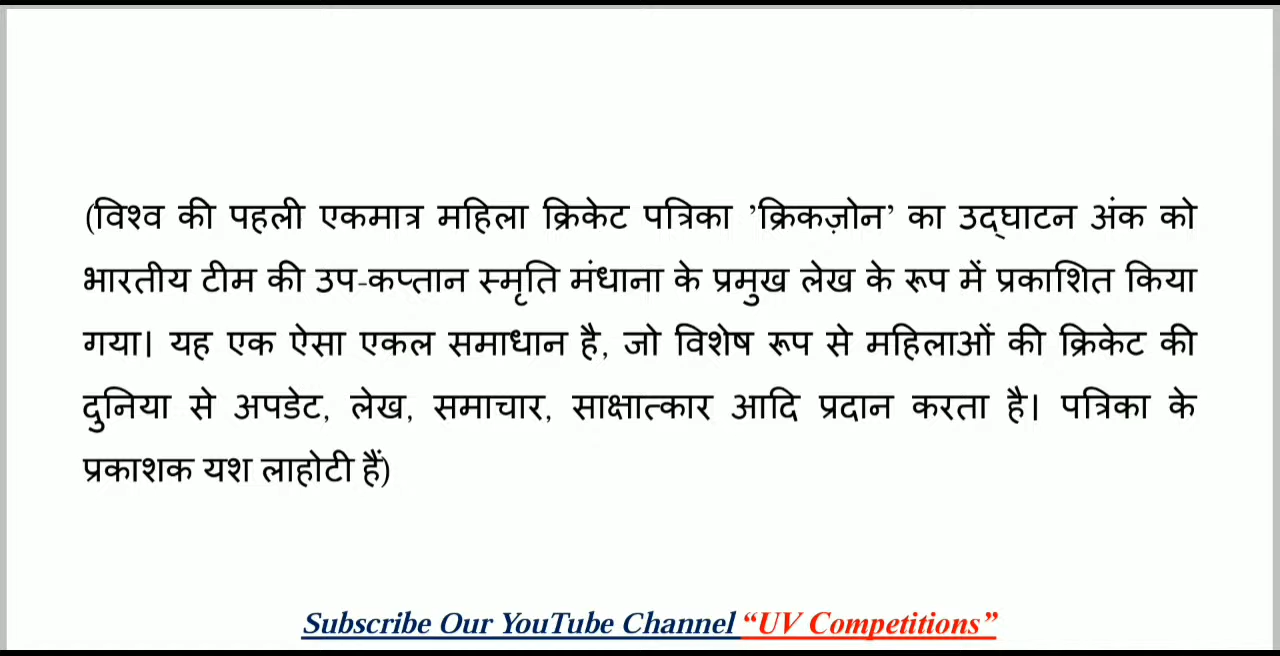 (विश्व की पहली एकमात्र महिला क्रिकेट पत्रिका ’क्रिकज़ोन’ का उद्घाटन अंक को
भारतीय टीम की उप-कप्तान स्मृति मंधाना के प्रमुख लेख के रूप में प्रकाशित किया
गया। यह एक ऐसा एकल समाधान है, जो विशेष रूप से महिलाओं की क्रिकेट की
दुनिया से अपडेट, लेख, समाचार, साक्षात्कार आदि प्रदान करता है। पत्रिका के
प्रकाशक यश लाहोटी हैं)
Subscribe Our YouTube Channel “UV Competitions”